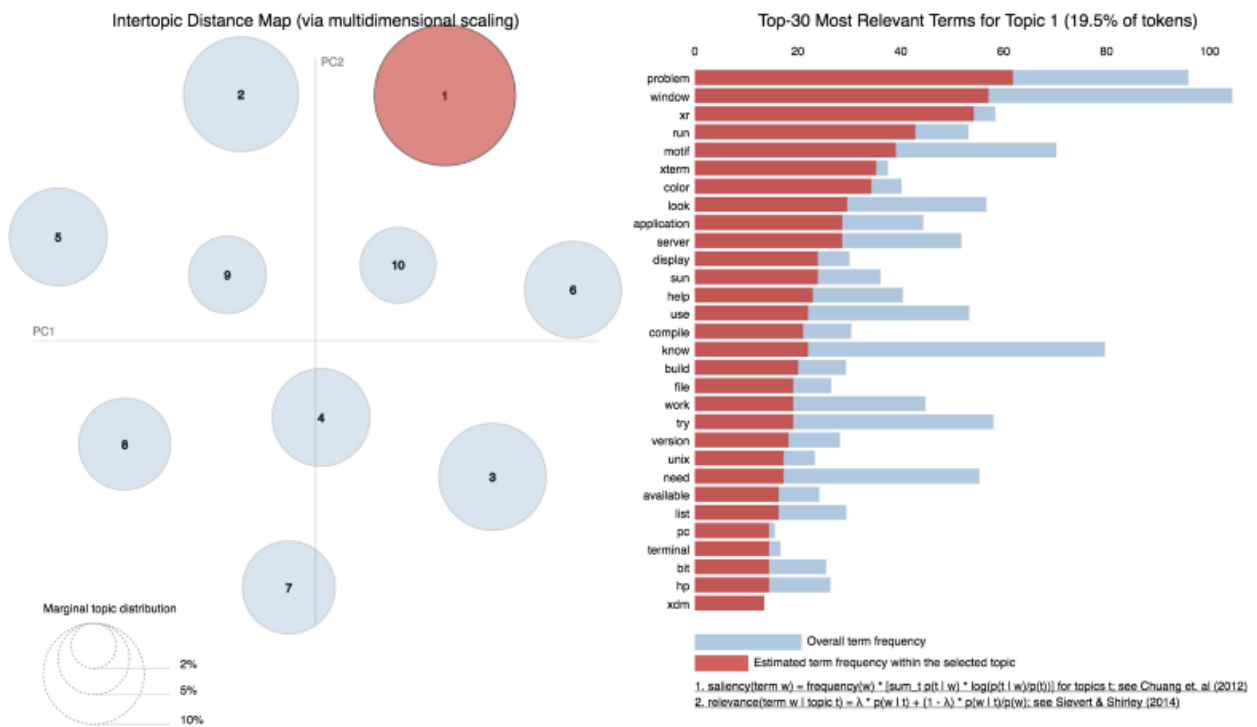 Intertopic Distance Map (via multidimensional scaling)
PC2
2
1
5
9
10
6
PC1
4
8
3
7
Marginal topic distribution
2%
5%
10%
Top-30 Most Relevant Terms for Topic 1 (19.5% of tokens)
0 20 40 60 80 100
problem
window
xr
run
motif
xterm
color
look
application
server
display
sun
help
use
compile
know
build
file
work
try
version
unix
need
available
list
pc
terminal
bit
hp
xdm
Overall term frequency
Estimated term frequency within the selected topic
1. saliency(term w) = frequency(w) * [sum_t p(t | w) * log(p(t | w)/p(t))] for topics t; see Chuang et. al (2012)
2. relevance(term w | topic t) = λ * p(w | t) + (1 - λ) * p(w | t)/p(w); see Sievert & Shirley (2014)